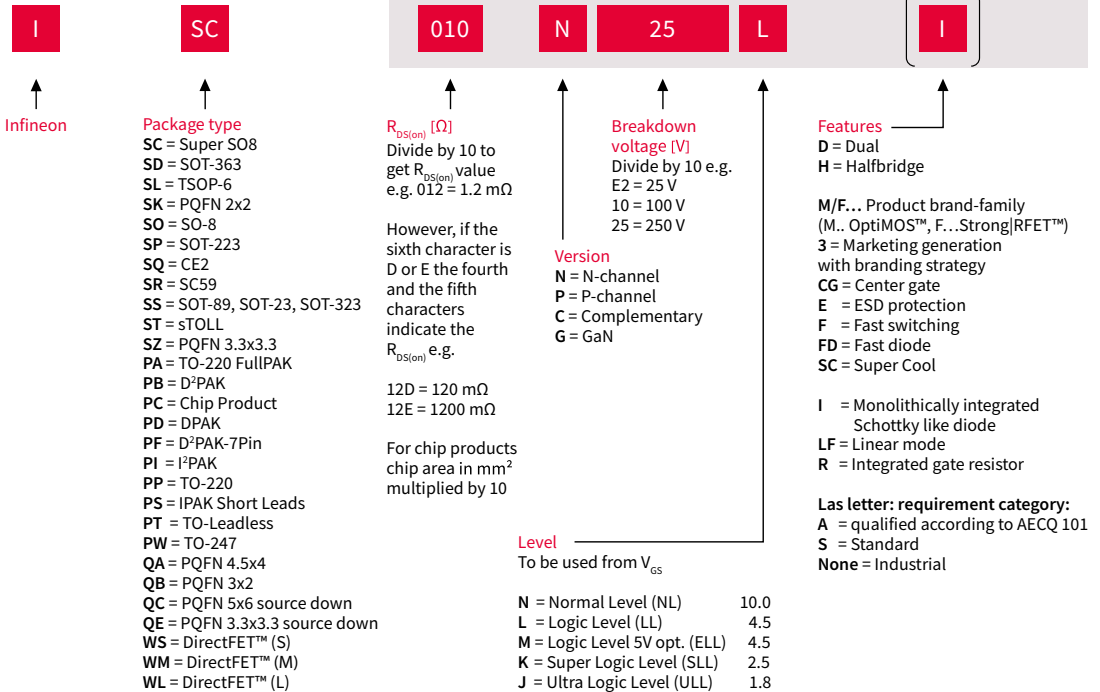 I
SC
010
N
25
L
I
Infineon
Package type
SC = Super SO8
SD = SOT-363
SL = TSOP-6
SK = PQFN 2x2
SO = SO-8
SP = SOT-223
SQ = CE2
SR = SC59
SS = SOT-89, SOT-23, SOT-323
ST = sTOLL
SZ = PQFN 3.3x3.3
PA = TO-220 FullPAK
PB = D²PAK
PC = Chip Product
PD = DPAK
PF = D²PAK-7Pin
PI = I²PAK
PP = TO-220
PS = IPAK Short Leads
PT = TO-Leadless
PW = TO-247
QA = PQFN 4.5x4
QB = PQFN 3x2
QC = PQFN 5x6 source down
QE = PQFN 3.3x3.3 source down
WS = DirectFET™ (S)
WM = DirectFET™ (M)
WL = DirectFET™ (L)
R_DS(on) [Ω]
Divide by 10 to
get R_DS(on) value
e.g. 012 = 1.2 mΩ
However, if the
sixth character is
D or E the fourth
and the fifth
characters
indicate the
R_DS(on) e.g.
12D = 120 mΩ
12E = 1200 mΩ
For chip products
chip area in mm²
multiplied by 10
Version
N = N-channel
P = P-channel
C = Complementary
G = GaN
Breakdown
voltage [V]
Divide by 10 e.g.
E2 = 25 V
10 = 100 V
25 = 250 V
Level
To be used from V_GS
N = Normal Level (NL) 10.0
L = Logic Level (LL) 4.5
M = Logic Level 5V opt. (ELL) 4.5
K = Super Logic Level (SLL) 2.5
J = Ultra Logic Level (ULL) 1.8
Features
D = Dual
H = Halfbridge
M/F... Product brand-family
(M.. OptiMOS™, F...Strong|RFET™)
3 = Marketing generation
with branding strategy
CG = Center gate
E = ESD protection
F = Fast switching
FD = Fast diode
SC = Super Cool
I = Monolithically integrated
Schottky like diode
LF = Linear mode
R = Integrated gate resistor
Las letter: requirement category:
A = qualified according to AECQ 101
S = Standard
None = Industrial